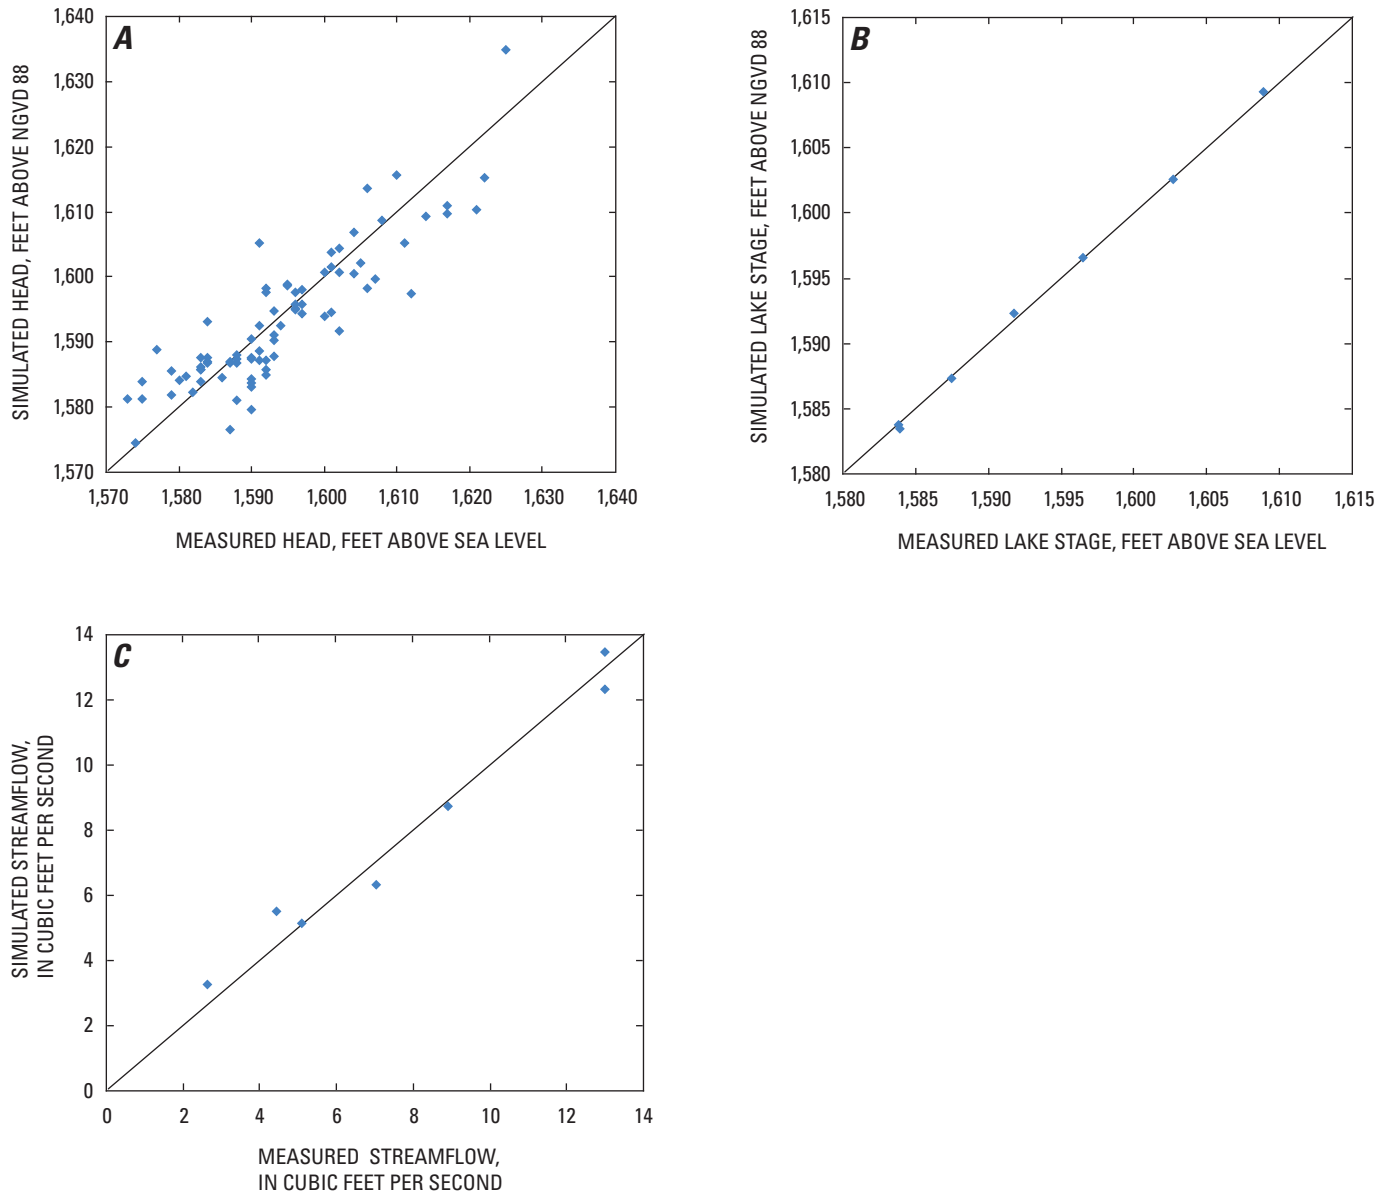 A
SIMULATED HEAD, FEET ABOVE NGVD 88
1,640
1,630
1,620
1,610
1,600
1,590
1,580
1,570
1,570 1,580 1,590 1,600 1,610 1,620 1,630 1,640
MEASURED HEAD, FEET ABOVE SEA LEVEL
B
SIMULATED LAKE STAGE, FEET ABOVE NGVD 88
1,615
1,610
1,605
1,600
1,595
1,590
1,585
1,580
1,580 1,585 1,590 1,595 1,600 1,605 1,610 1,615
MEASURED LAKE STAGE, FEET ABOVE SEA LEVEL
C
SIMULATED STREAMFLOW,
IN CUBIC FEET PER SECOND
14
12
10
8
6
4
2
0
0 2 4 6 8 10 12 14
MEASURED STREAMFLOW,
IN CUBIC FEET PER SECOND